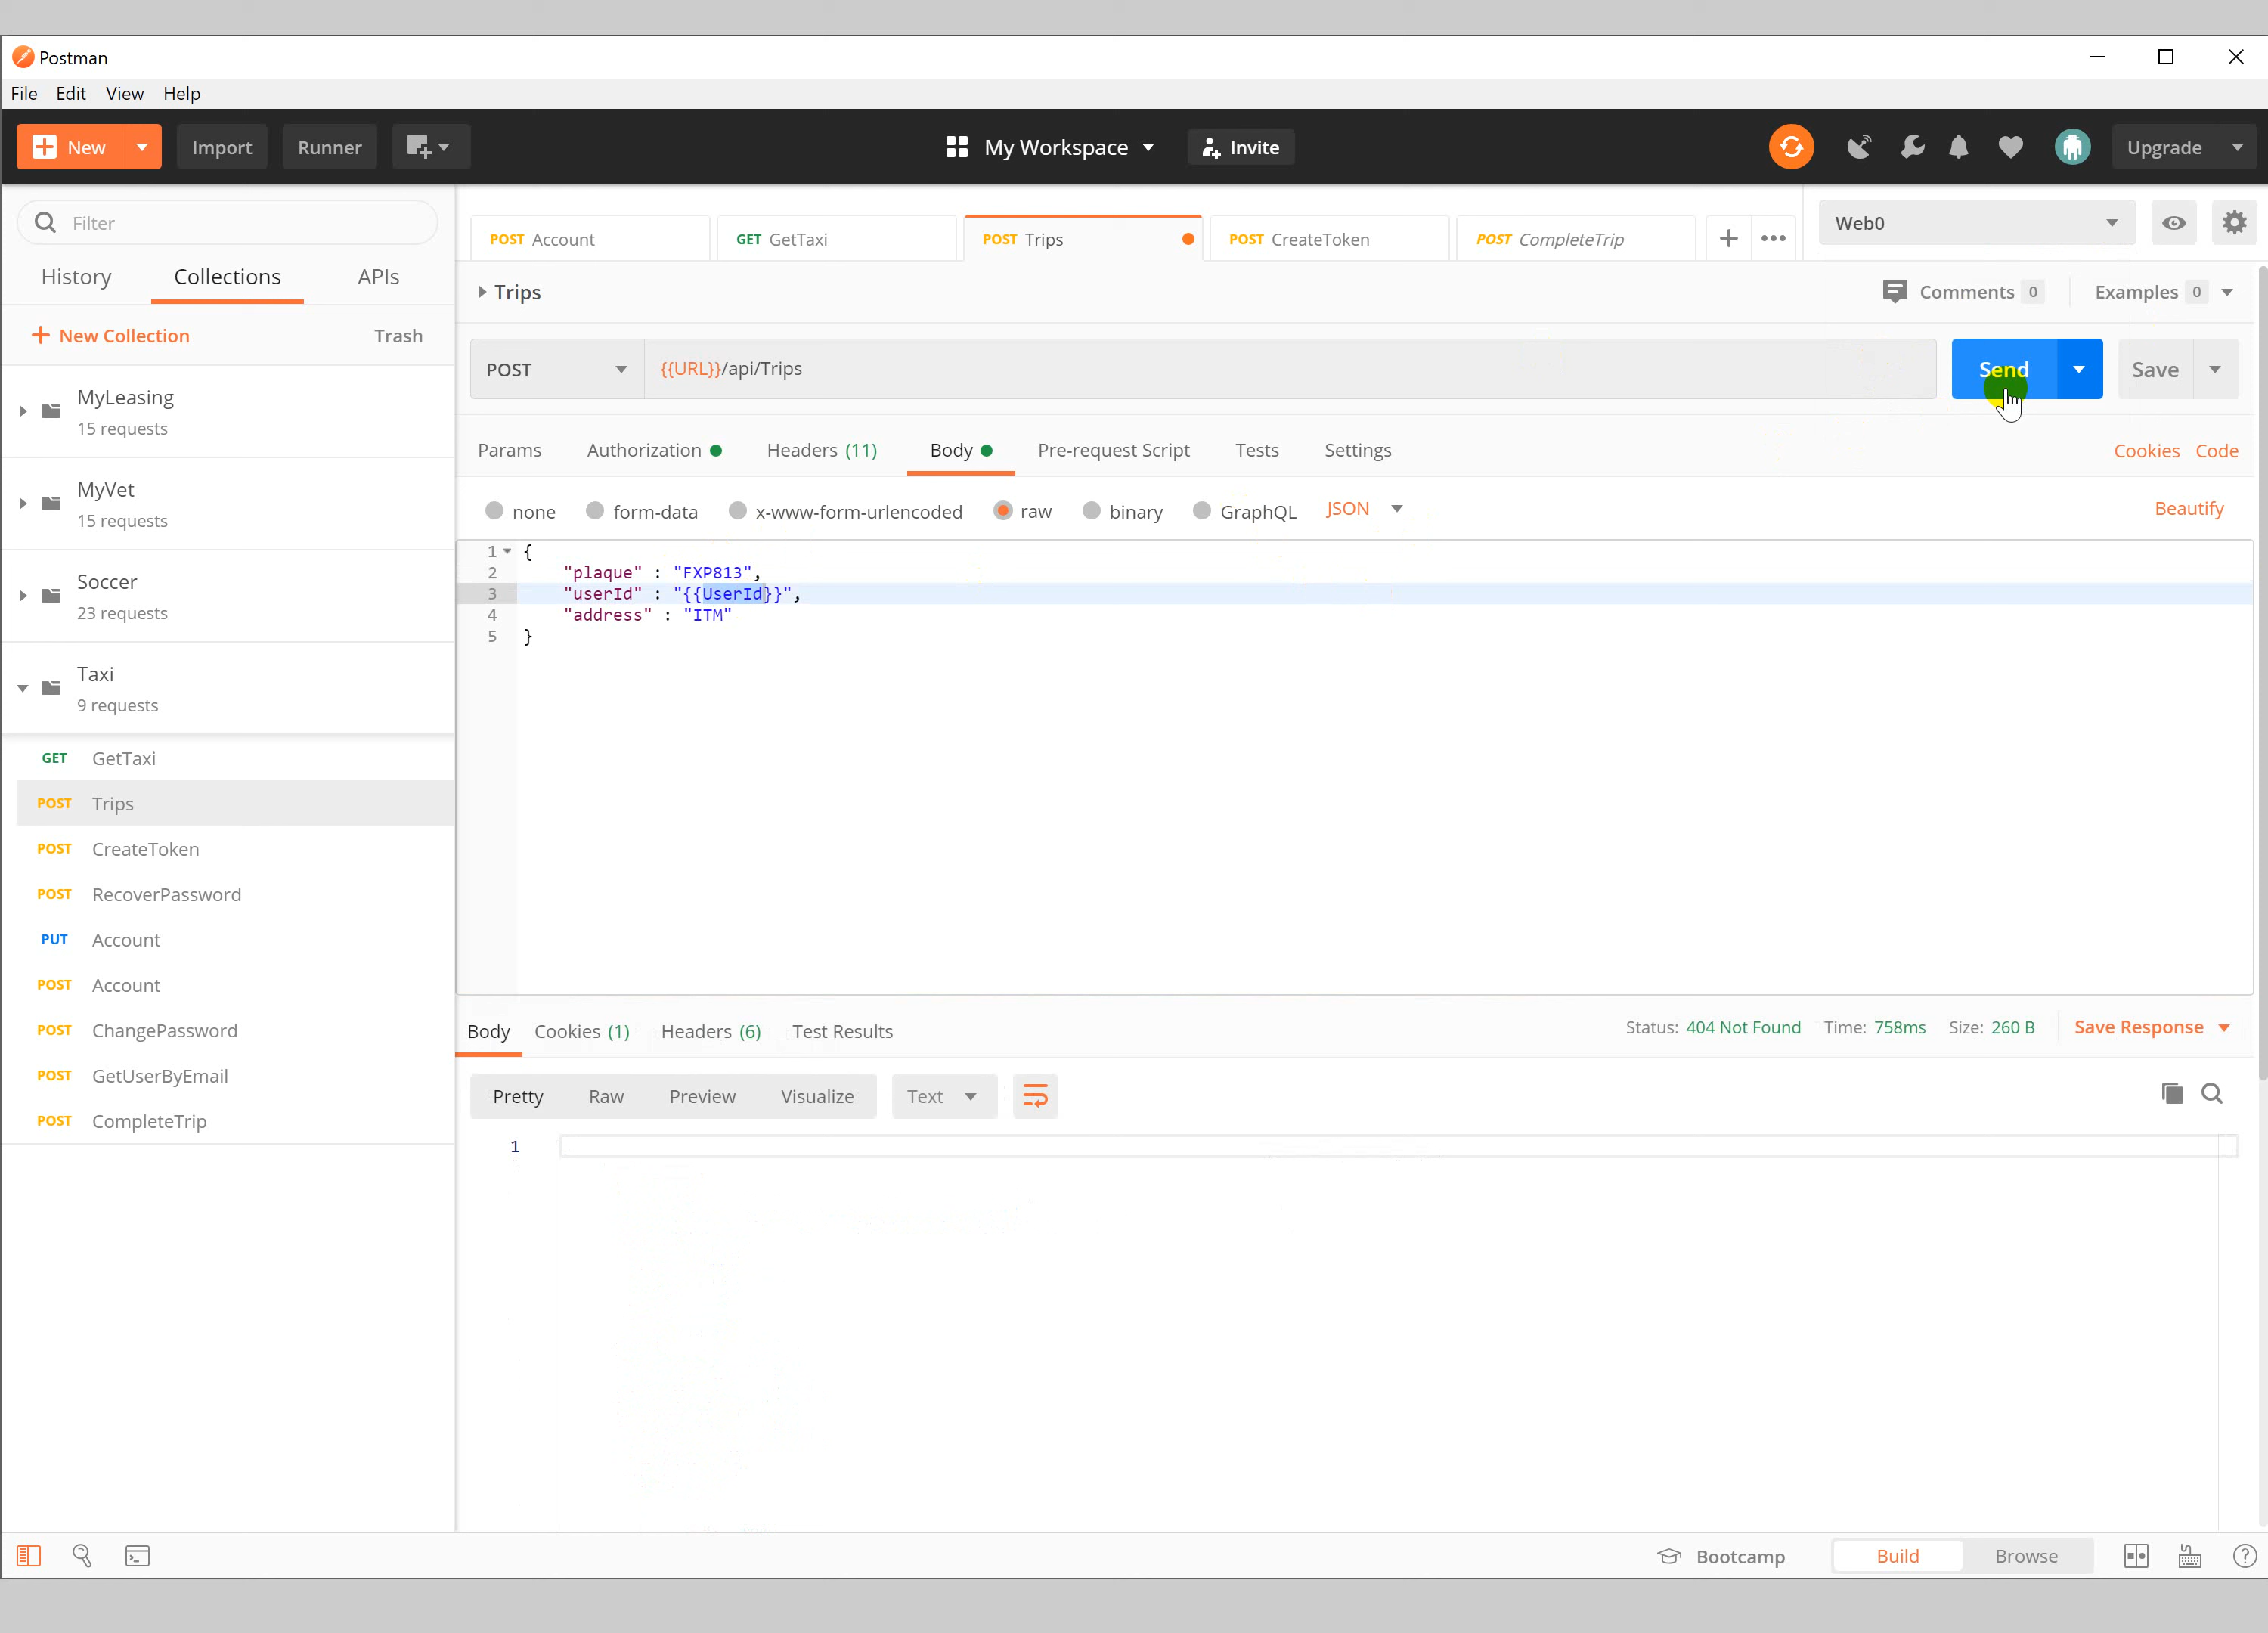 Postman
File Edit View Help
New Import Runner My Workspace Invite Upgrade
Filter
History Collections APIs
New Collection Trash
MyLeasing
15 requests
MyVet
15 requests
Soccer
23 requests
Taxi
9 requests
GET GetTaxi
POST Trips
POST CreateToken
POST RecoverPassword
PUT Account
POST Account
POST ChangePassword
POST GetUserByEmail
POST CompleteTrip
POST Account GET GetTaxi POST Trips POST CreateToken POST CompleteTrip Web0
Trips Comments 0 Examples 0
POST {{URL}}/api/Trips Send Save
Params Authorization Headers (11) Body Pre-request Script Tests Settings Cookies Code
none form-data x-www-form-urlencoded raw binary GraphQL JSON Beautify
1 {
2 "plaque" : "FXP813",
3 "userId" : "{{UserId}}",
4 "address" : "ITM"
5 }
Body Cookies (1) Headers (6) Test Results Status: 404 Not Found Time: 758ms Size: 260 B Save Response
Pretty Raw Preview Visualize Text
1
Bootcamp Build Browse